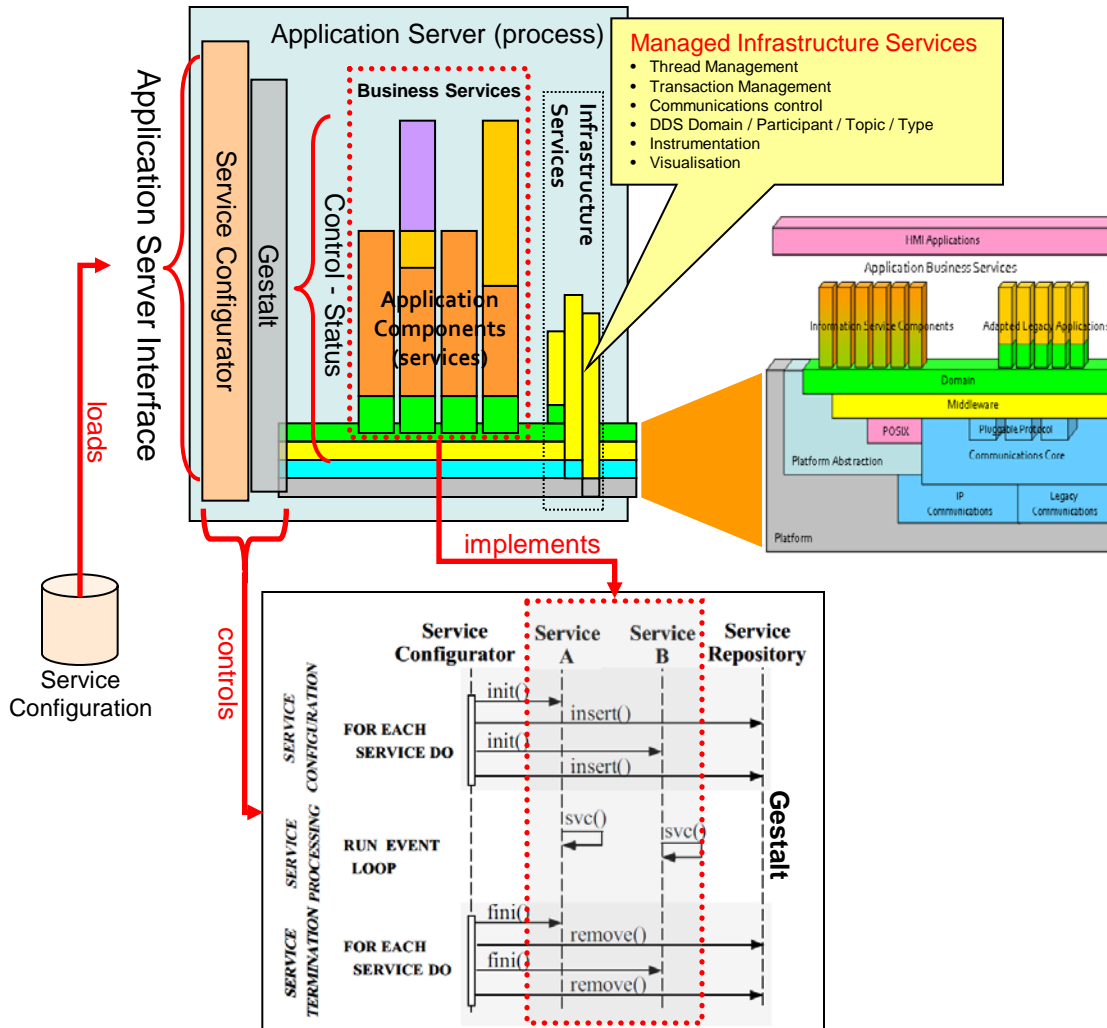 Application Server (process)
Managed Infrastructure Services
• Thread Management
• Transaction Management
• Communications control
• DDS Domain / Participant / Topic / Type
• Instrumentation
• Visualisation
Application Server Interface
Service Configurator
Gestalt
Control - Status
Business Services
Infrastructure
Services
Application
Components
(services)
HMI Applications
Application Business Services
Information Service Components
Adapted Legacy Applications
Domain
Middleware
POSIX
Pluggable Protocol
Platform Abstraction
Communications Core
IP
Communications
Legacy
Communications
Platform
loads
implements
controls
Service
Configuration
Service
Configurator
Service
A
Service
B
Service
Repository
SERVICE
CONFIGURATION
FOR EACH
SERVICE DO
init()
insert()
init()
insert()
Gestalt
SERVICE
PROCESSING
RUN EVENT
LOOP
svc()
svc()
SERVICE
TERMINATION
FOR EACH
SERVICE DO
fini()
remove()
fini()
remove()